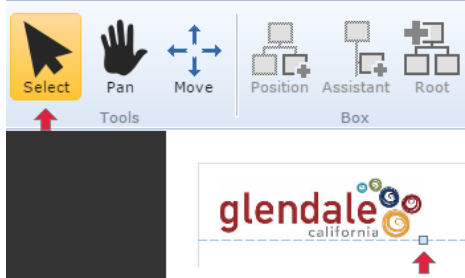 Select Pan Move Position Assistant Root
Tools Box
glendale
california